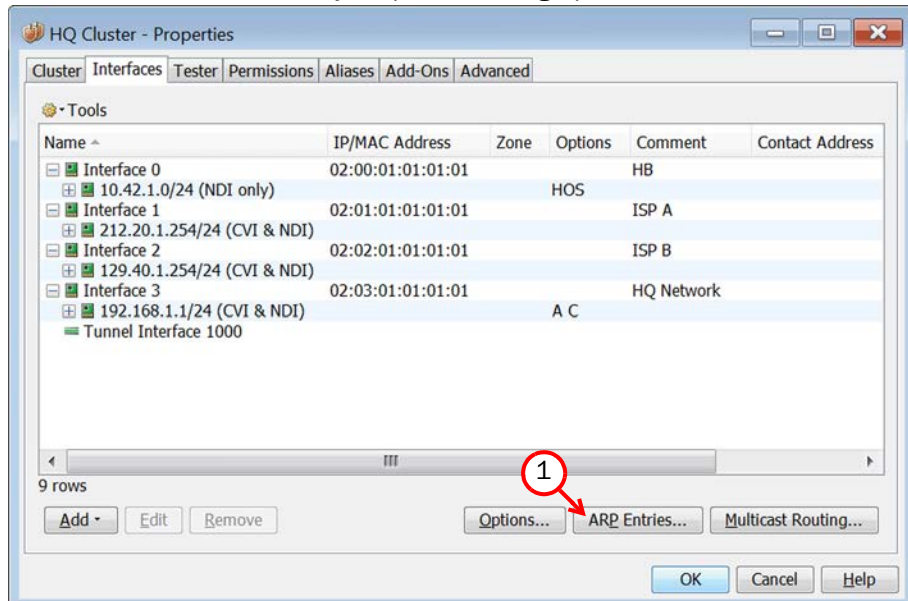 HQ Cluster - Properties
Cluster Interfaces Tester Permissions Aliases Add-Ons Advanced
Tools
Name IP/MAC Address Zone Options Comment Contact Address
Interface 0 02:00:01:01:01:01 HB
10.42.1.0/24 (NDI only) HOS
Interface 1 02:01:01:01:01:01 ISP A
212.20.1.254/24 (CVI & NDI)
Interface 2 02:02:01:01:01:01 ISP B
129.40.1.254/24 (CVI & NDI)
Interface 3 02:03:01:01:01:01 HQ Network
192.168.1.1/24 (CVI & NDI) A C
Tunnel Interface 1000
1
9 rows
Add Edit Remove Options... ARP Entries... Multicast Routing...
OK Cancel Help